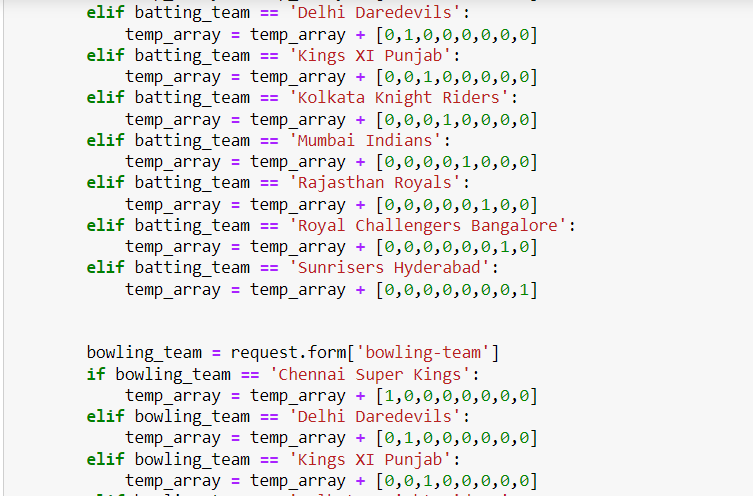 elif batting_team == 'Delhi Daredevils':
temp_array = temp_array + [0,1,0,0,0,0,0,0]
elif batting_team == 'Kings XI Punjab':
temp_array = temp_array + [0,0,1,0,0,0,0,0]
elif batting_team == 'Kolkata Knight Riders':
temp_array = temp_array + [0,0,0,1,0,0,0,0]
elif batting_team == 'Mumbai Indians':
temp_array = temp_array + [0,0,0,0,1,0,0,0]
elif batting_team == 'Rajasthan Royals':
temp_array = temp_array + [0,0,0,0,0,1,0,0]
elif batting_team == 'Royal Challengers Bangalore':
temp_array = temp_array + [0,0,0,0,0,0,1,0]
elif batting_team == 'Sunrisers Hyderabad':
temp_array = temp_array + [0,0,0,0,0,0,0,1]
bowling_team = request.form['bowling-team']
if bowling_team == 'Chennai Super Kings':
temp_array = temp_array + [1,0,0,0,0,0,0,0]
elif bowling_team == 'Delhi Daredevils':
temp_array = temp_array + [0,1,0,0,0,0,0,0]
elif bowling_team == 'Kings XI Punjab':
temp_array = temp_array + [0,0,1,0,0,0,0,0]